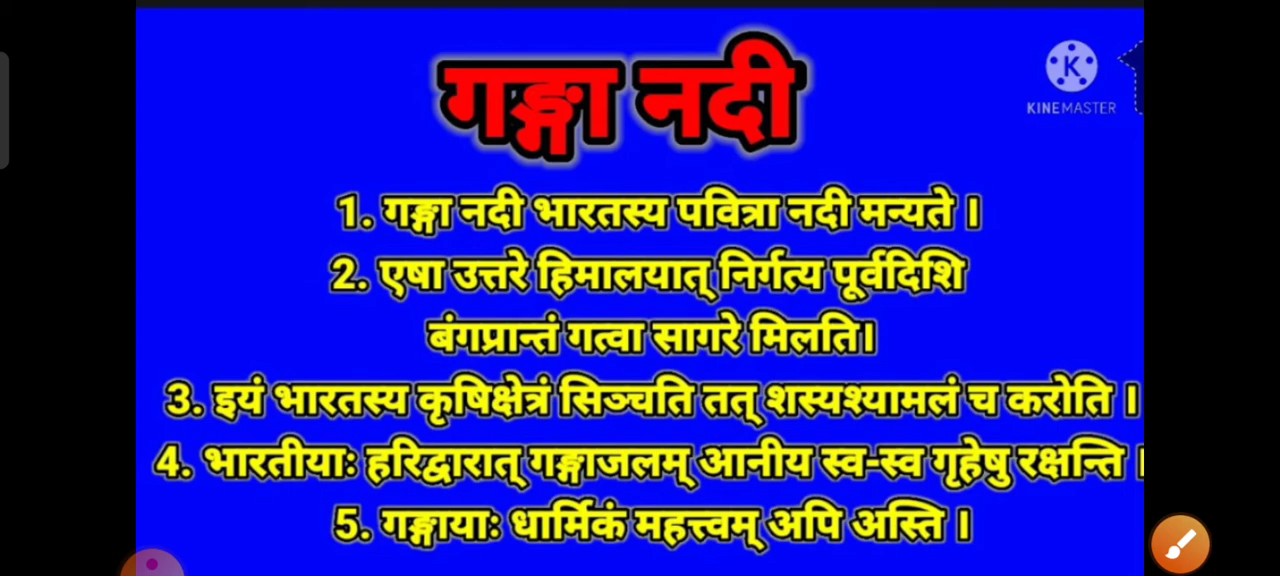 गङ्गा नदी
KINEMASTER
1. गङ्गा नदी भारतस्य पवित्रा नदी मन्यते ।
2. एषा उत्तरे हिमालयात् निर्गत्य पूर्वदिशि
बंगप्रान्तं गत्वा सागरे मिलति।
3. इयं भारतस्य कृषिक्षेत्रं सिञ्चति तत् शस्यश्यामलं च करोति ।
4. भारतीयाः हरिद्वारात् गङ्गाजलम् आनीय स्व-स्व गृहेषु रक्षन्ति ।
5. गङ्गायाः धार्मिकं महत्त्वम् अपि अस्ति ।